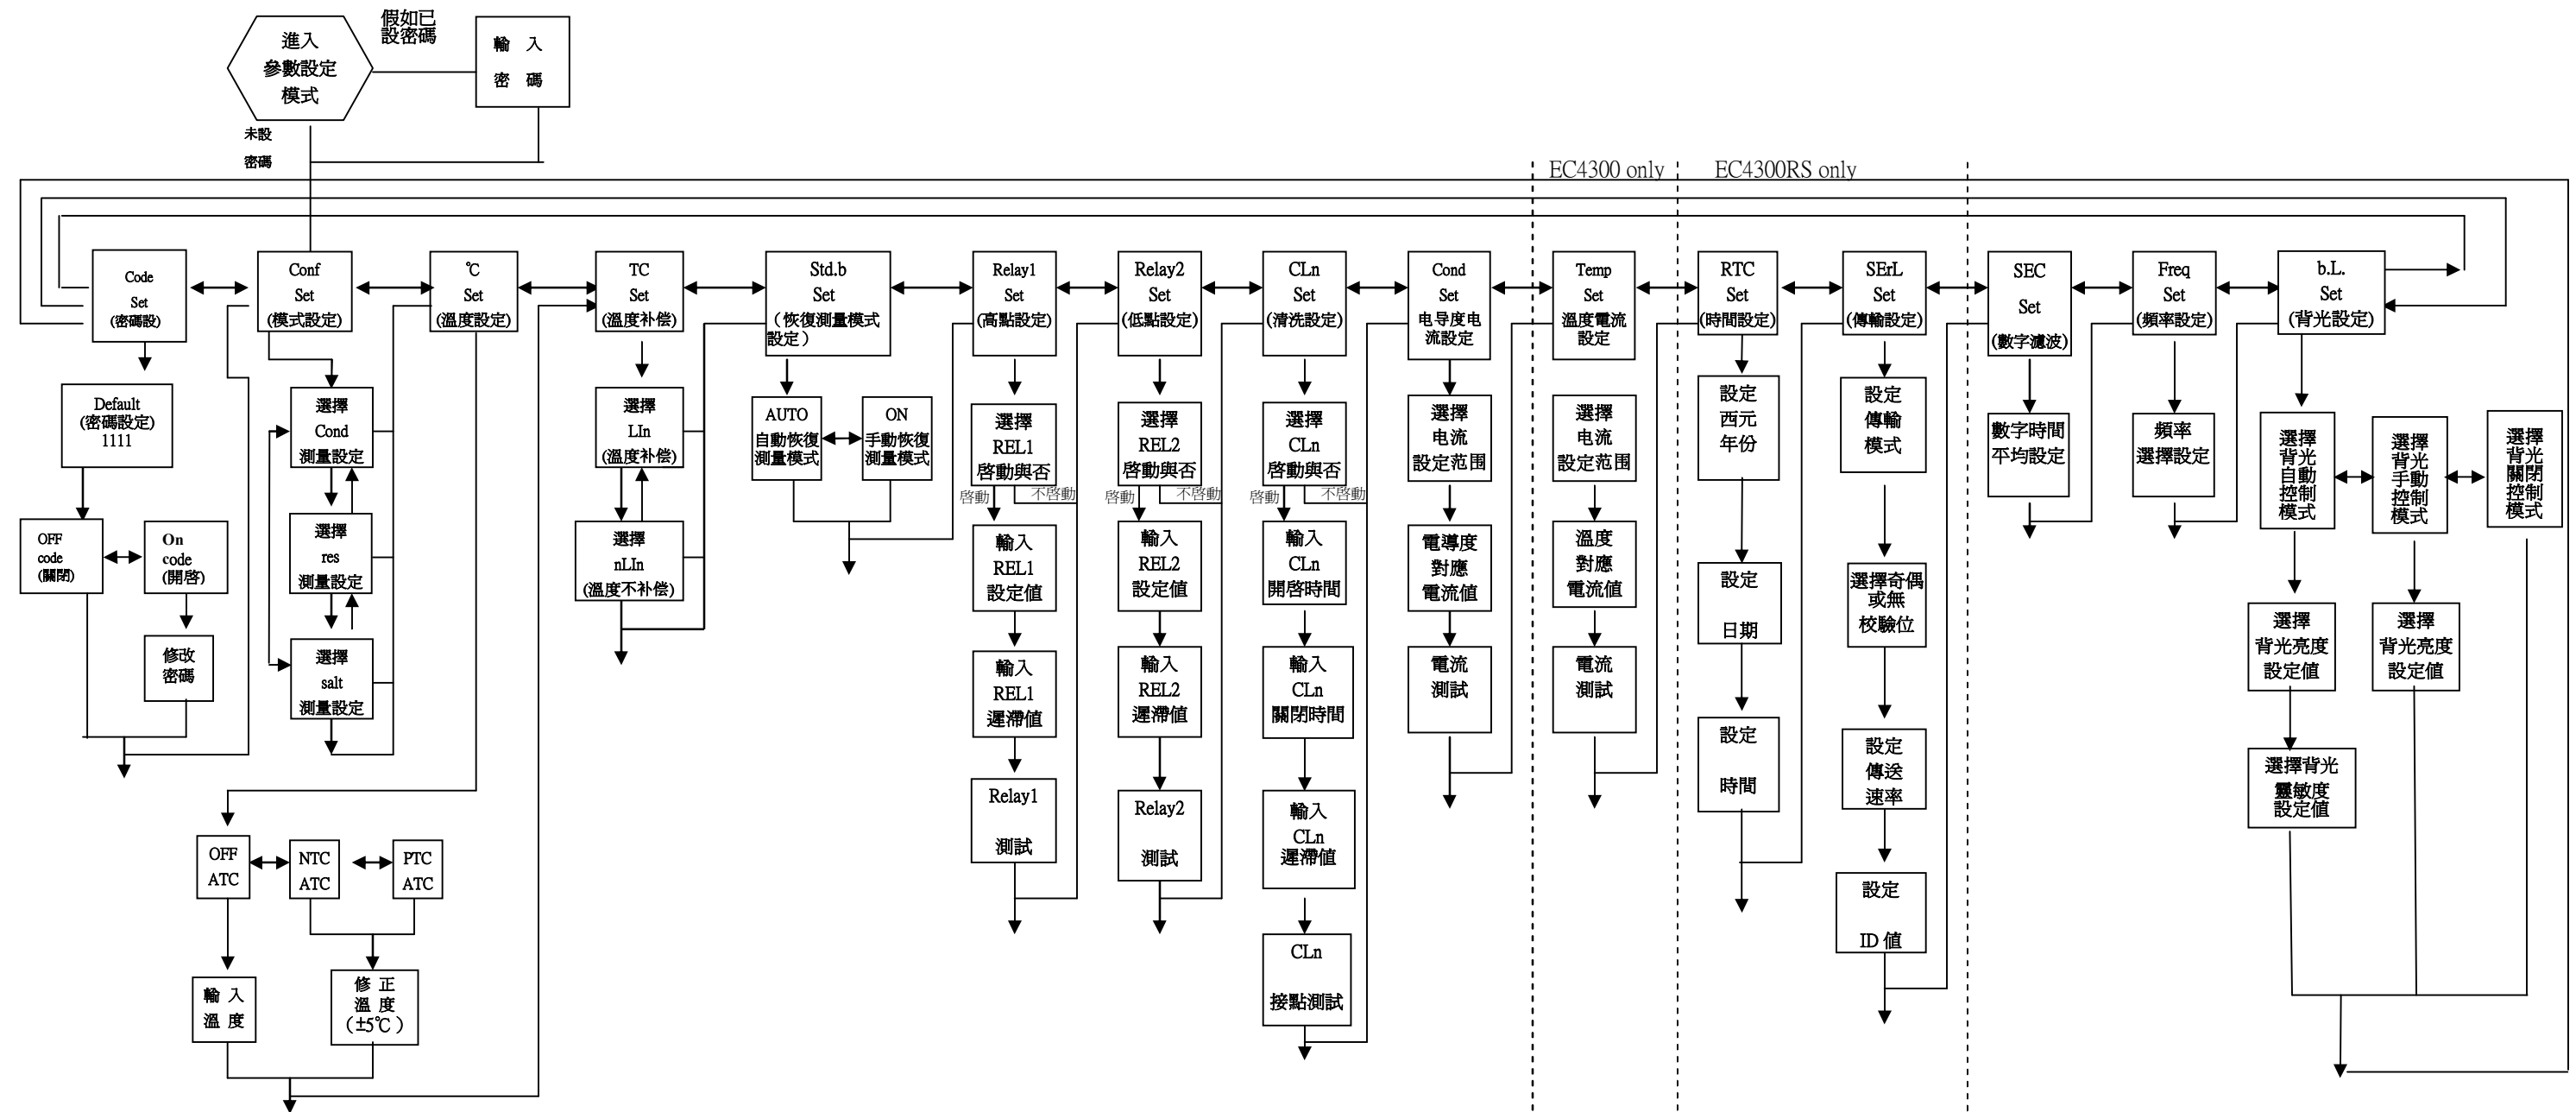 進入
參數設定
模式
假如已
設密碼
輸 入
密 碼
未設
密碼
EC4300 only
EC4300RS only
Code
Set
(密碼設)
Conf
Set
(模式設定)
℃
Set
(溫度設定)
TC
Set
(溫度补偿)
Std.b
Set
(恢復測量模式
設定)
Relay1
Set
(高點設定)
Relay2
Set
(低點設定)
CLn
Set
(清洗設定)
Cond
Set
电导度电
流設定
Temp
Set
溫度電流
設定
RTC
Set
(時間設定)
SErL
Set
(傳輸設定)
SEC
Set
(數字濾波)
Freq
Set
(頻率設定)
b.L.
Set
(背光設定)
Default
(密碼設定)
1111
OFF
code
(關閉)
On
code
(開啓)
修改
密碼
選擇
Cond
測量設定
選擇
res
測量設定
選擇
salt
測量設定
OFF
ATC
NTC
ATC
PTC
ATC
輸 入
溫 度
修 正
溫 度
(±5℃)
選擇
LIn
(溫度补偿)
選擇
nLIn
(溫度不补偿)
AUTO
自動恢復
測量模式
ON
手動恢復
測量模式
選擇
REL1
啓動與否
啓動
不啓動
輸入
REL1
設定值
輸入
REL1
遲滯值
Relay1
測試
選擇
REL2
啓動與否
啓動
不啓動
輸入
REL2
設定值
輸入
REL2
遲滯值
Relay2
測試
選擇
CLn
啓動與否
啓動
不啓動
輸入
CLn
開啓時間
輸入
CLn
關閉時間
輸入
CLn
遲滯值
CLn
接點測試
選擇
电流
設定范围
電導度
對應
電流值
電流
測試
選擇
电流
設定范围
溫度
對應
電流值
電流
測試
設定
西元
年份
設定
日期
設定
時間
設定
傳輸
模式
選擇奇偶
或無
校驗位
設定
傳送
速率
設定
ID 值
數字時間
平均設定
頻率
選擇設定
選擇
背光
自動
控制
模式
選擇
背光
手動
控制
模式
選擇
背光
關閉
控制
模式
選擇
背光亮度
設定值
選擇
背光亮度
設定值
選擇背光
靈敏度
設定值